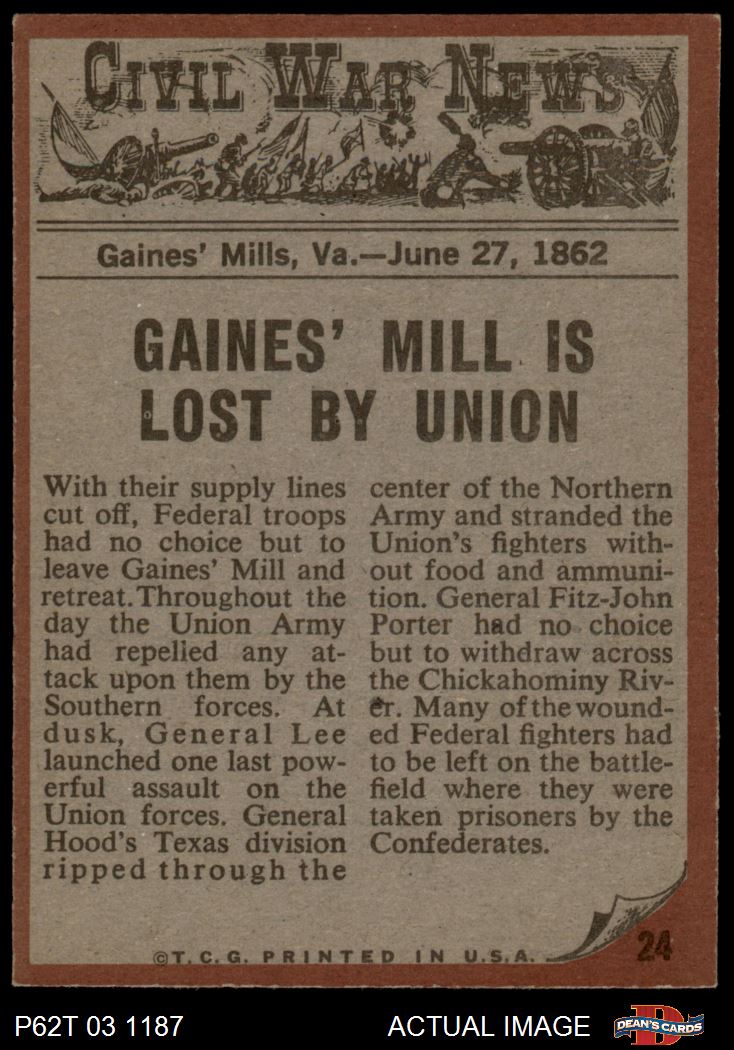 CIVIL WAR NEWS
Gaines' Mills, Va.—June 27, 1862
GAINES' MILL IS
LOST BY UNION
With their supply lines
cut off, Federal troops
had no choice but to
leave Gaines' Mill and
retreat. Throughout the
day the Union Army
had repelled any at-
tack upon them by the
Southern forces. At
dusk, General Lee
launched one last pow-
erful assault on the
Union forces. General
Hood's Texas division
ripped through the
center of the Northern
Army and stranded the
Union's fighters with-
out food and ammuni-
tion. General Fitz-John
Porter had no choice
but to withdraw across
the Chickahominy Riv-
er. Many of the wound-
ed Federal fighters had
to be left on the battle-
field where they were
taken prisoners by the
Confederates.
24
©T.C.G. PRINTED IN U.S.A.
P62T 03 1187
ACTUAL IMAGE
D
DEAN'S CARDS